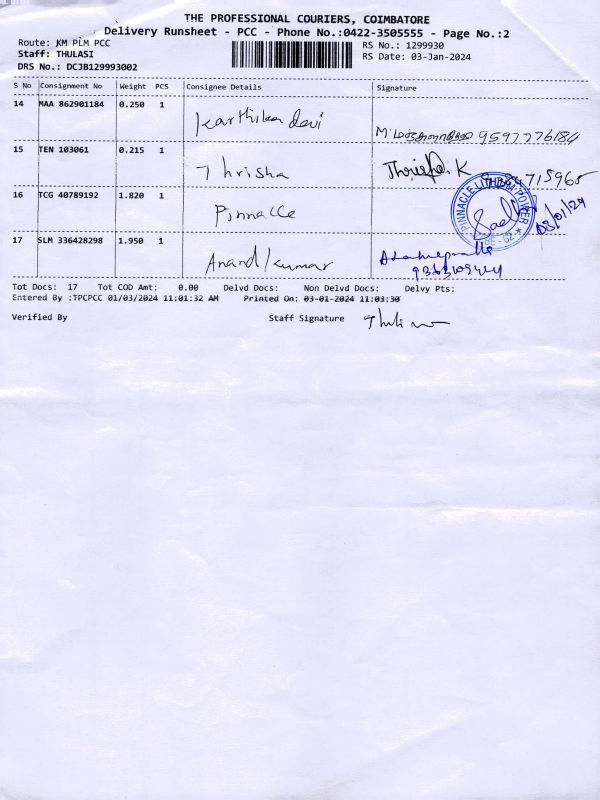 THE PROFESSIONAL COURIERS, COIMBATORE
Delivery Runsheet - PCC - Phone No.:0422-3505555 - Page No.:2
Route: KM PLM PCC
RS No.: 1299930
Staff: THULASI
RS Date: 03-Jan-2024
DRS No.: DCJB129993002
S No Consignment No Weight PCS Consignee Details Signature
14 MAA 862901184 0.250 1 Karthika devi
9597776184
15 TEN 103061 0.215 1 Thrisha
K
16 TCG 40789192 1.820 1 Pinnacle
PINNACLE LITHIUM POWER
03/01/24
17 SLM 336428298 1.950 1 Anand kumar
Tot Docs: 17 Tot COD Amt: 0.00 Delvd Docs: Non Delvd Docs: Delvy Pts:
Entered By :TPCPCC 01/03/2024 11:01:32 AM Printed On: 03-01-2024 11:03:30
Verified By Staff Signature